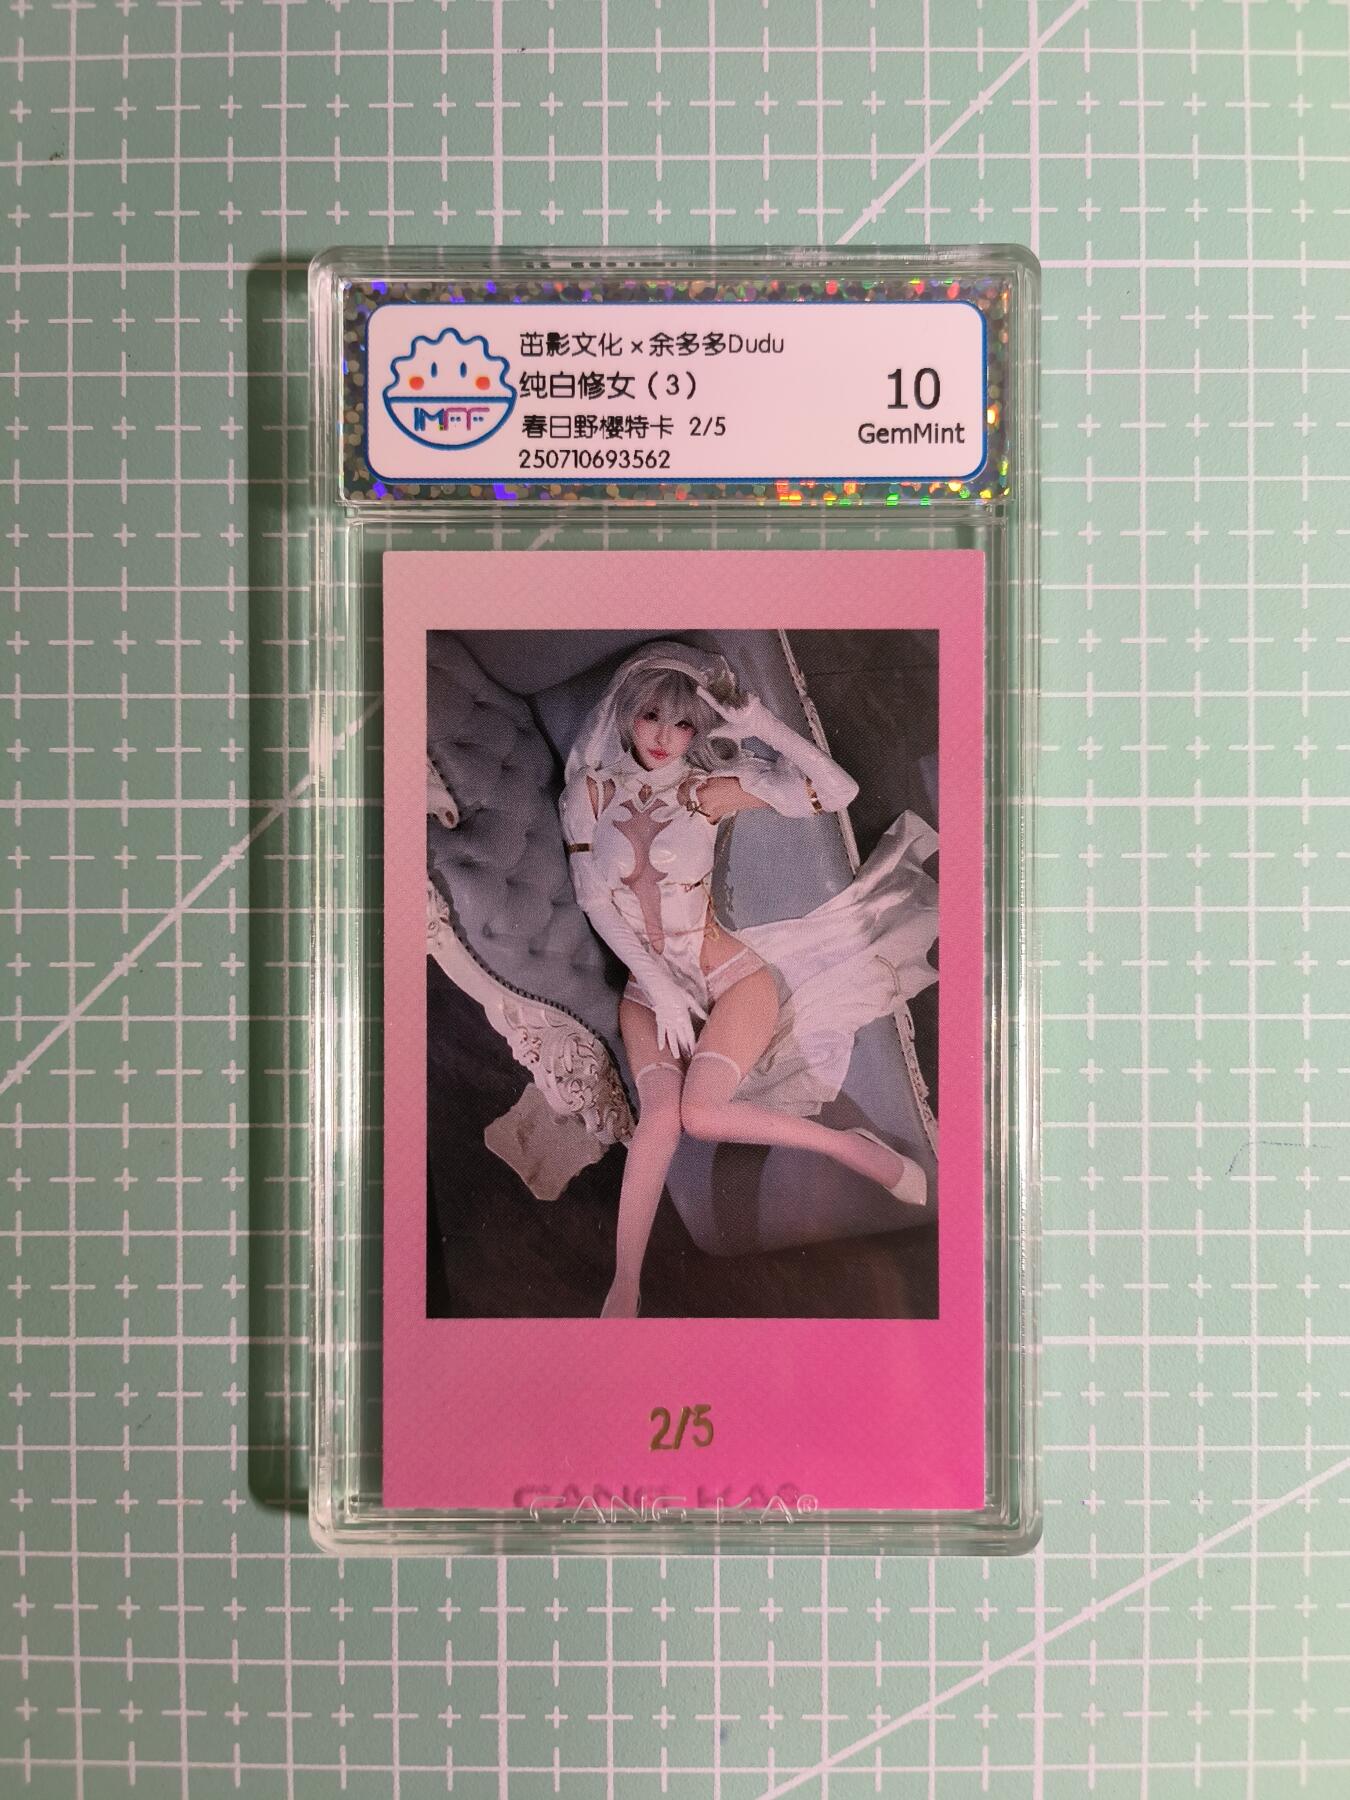 茁影文化×余多多Dudu
纯白修女（3）
春日野樱特卡 2/5
250710693562
10
GemMint
IMFF
2/5
CANG KA®